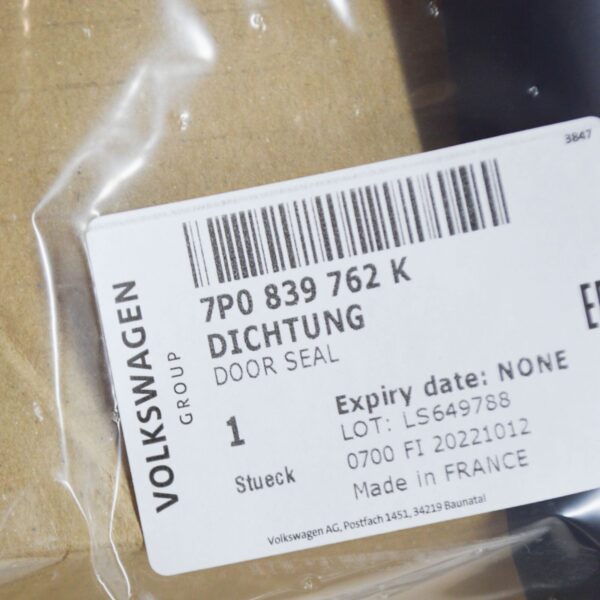 3847
7P0 839 762 K
DICHTUNG
DOOR SEAL
VOLKSWAGEN
GROUP
1
Stueck
Expiry date: NONE
LOT: LS649788
0700 FI 20221012
Made in FRANCE
Volkswagen AG, Postfach 1451, 34219 Baunatal